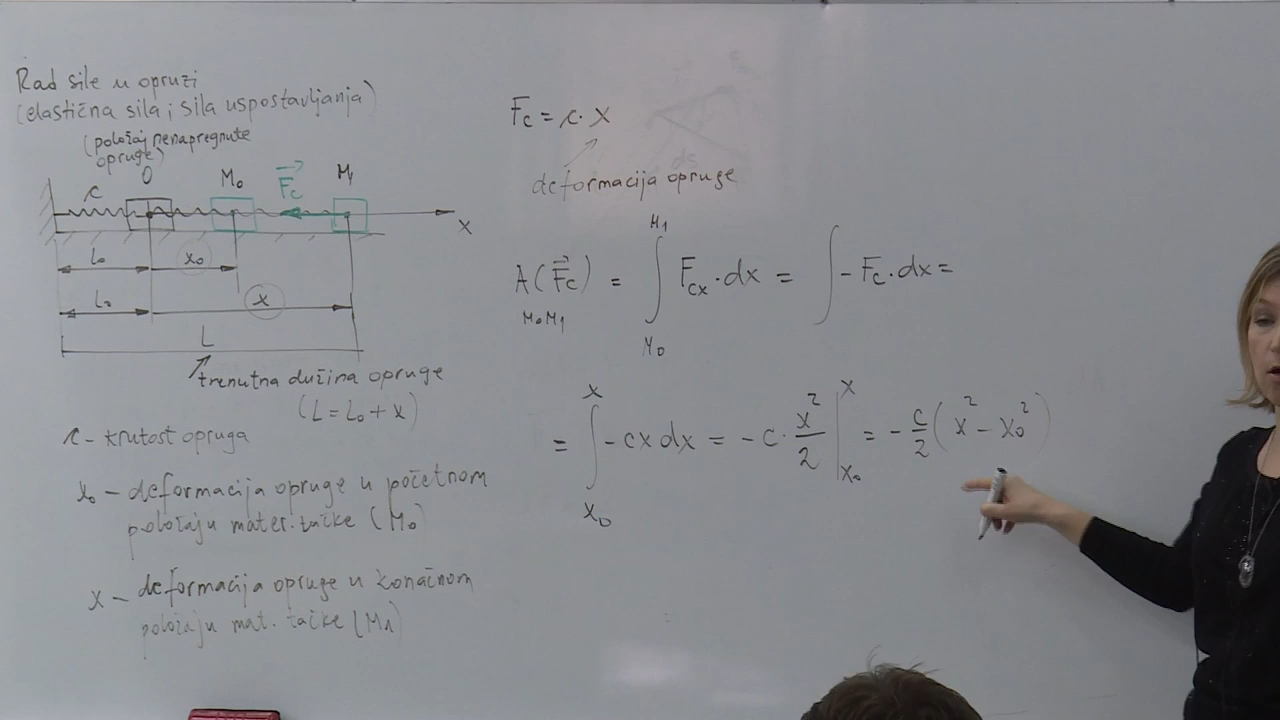 Rad sile u opruzi
(elastična sila; sila uspostavljanja)
(položaj nenapregnute
opruge)
c O M₀ F⃗c M₁
x
l₀ x₀
l₀ x
L
trenutna dužina opruge
(L = L₀ + x)
c - krutost opruga
x₀ - deformacija opruge u početnom
položaju mater. tačke (M₀)
x - deformacija opruge u konačnom
položaju mat. tačke (M₁)
Fc = c · x
deformacija opruge
A(F⃗c) = ∫ Fcx · dx = ∫ - Fc · dx =
M₀M₁ M₀ M₁
= ∫ - cx dx = - c · x²/2 | = - c/2 (x² - x₀²)
x x₀ x x₀